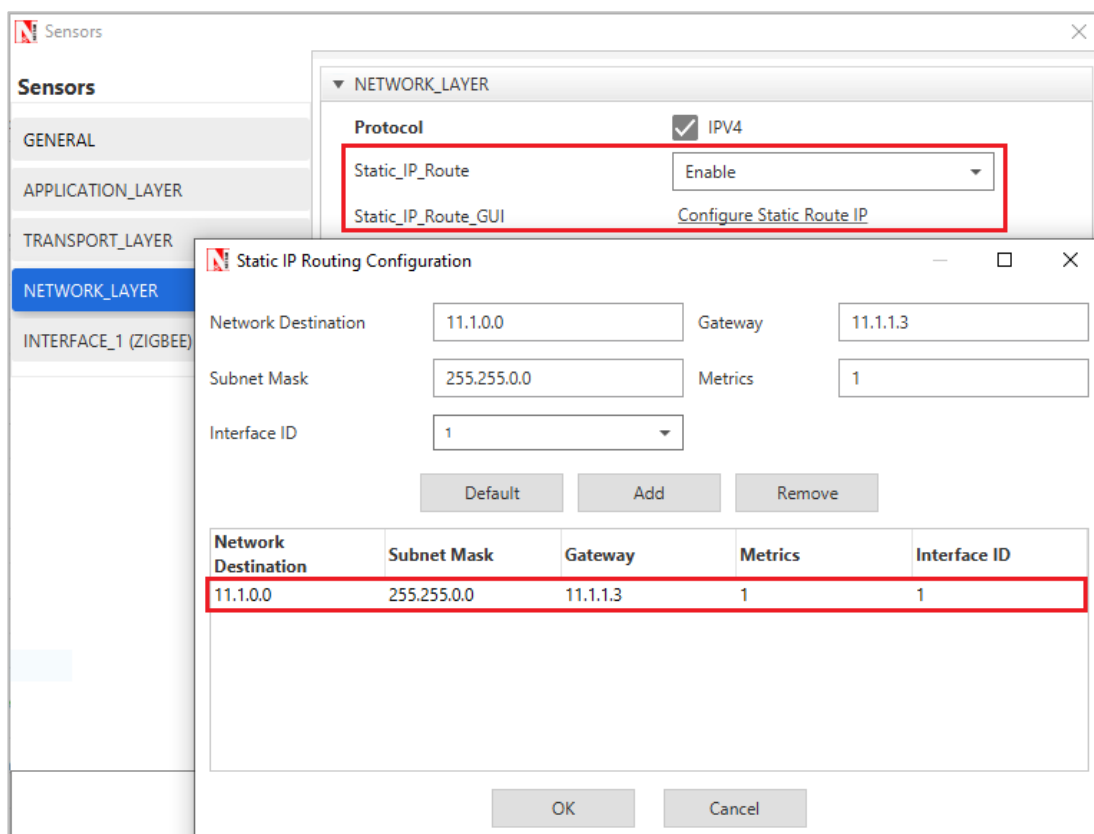 Sensors
Sensors
GENERAL
APPLICATION_LAYER
TRANSPORT_LAYER
NETWORK_LAYER
INTERFACE_1 (ZIGBEE)
NETWORK_LAYER
Protocol IPV4
Static_IP_Route Enable
Static_IP_Route_GUI Configure Static Route IP
Static IP Routing Configuration
Network Destination 11.1.0.0 Gateway 11.1.1.3
Subnet Mask 255.255.0.0 Metrics 1
Interface ID 1
Default Add Remove
Network
Destination Subnet Mask Gateway Metrics Interface ID
11.1.0.0 255.255.0.0 11.1.1.3 1 1
OK Cancel